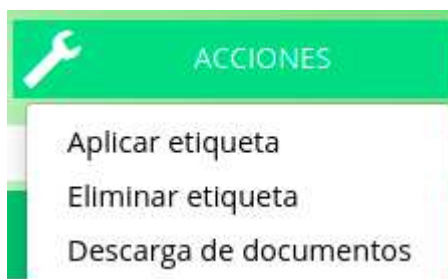 ACCIONES
Aplicar etiqueta
Eliminar etiqueta
Descarga de documentos